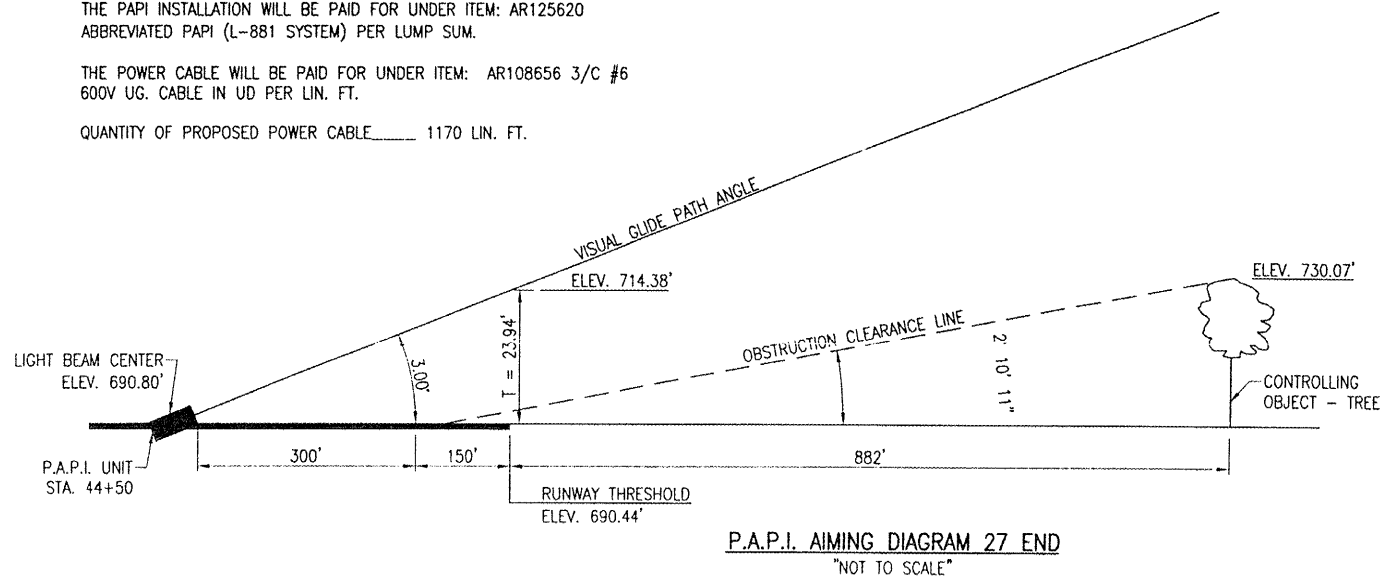 THE PAPI INSTALLATION WILL BE PAID FOR UNDER ITEM: AR125620
ABBREVIATED PAPI (L-881 SYSTEM) PER LUMP SUM.
THE POWER CABLE WILL BE PAID FOR UNDER ITEM: AR108656 3/C #6
600V UG. CABLE IN UD PER LIN. FT.
QUANTITY OF PROPOSED POWER CABLE____ 1170 LIN. FT.
VISUAL GLIDE PATH ANGLE
ELEV. 714.38'
ELEV. 730.07'
LIGHT BEAM CENTER
ELEV. 690.80'
3.00'
T = 23.94'
OBSTRUCTION CLEARANCE LINE
2' 10' 11"
CONTROLLING
OBJECT - TREE
P.A.P.I. UNIT
STA. 44+50
300'
150'
882'
RUNWAY THRESHOLD
ELEV. 690.44'
P.A.P.I. AIMING DIAGRAM 27 END
"NOT TO SCALE"